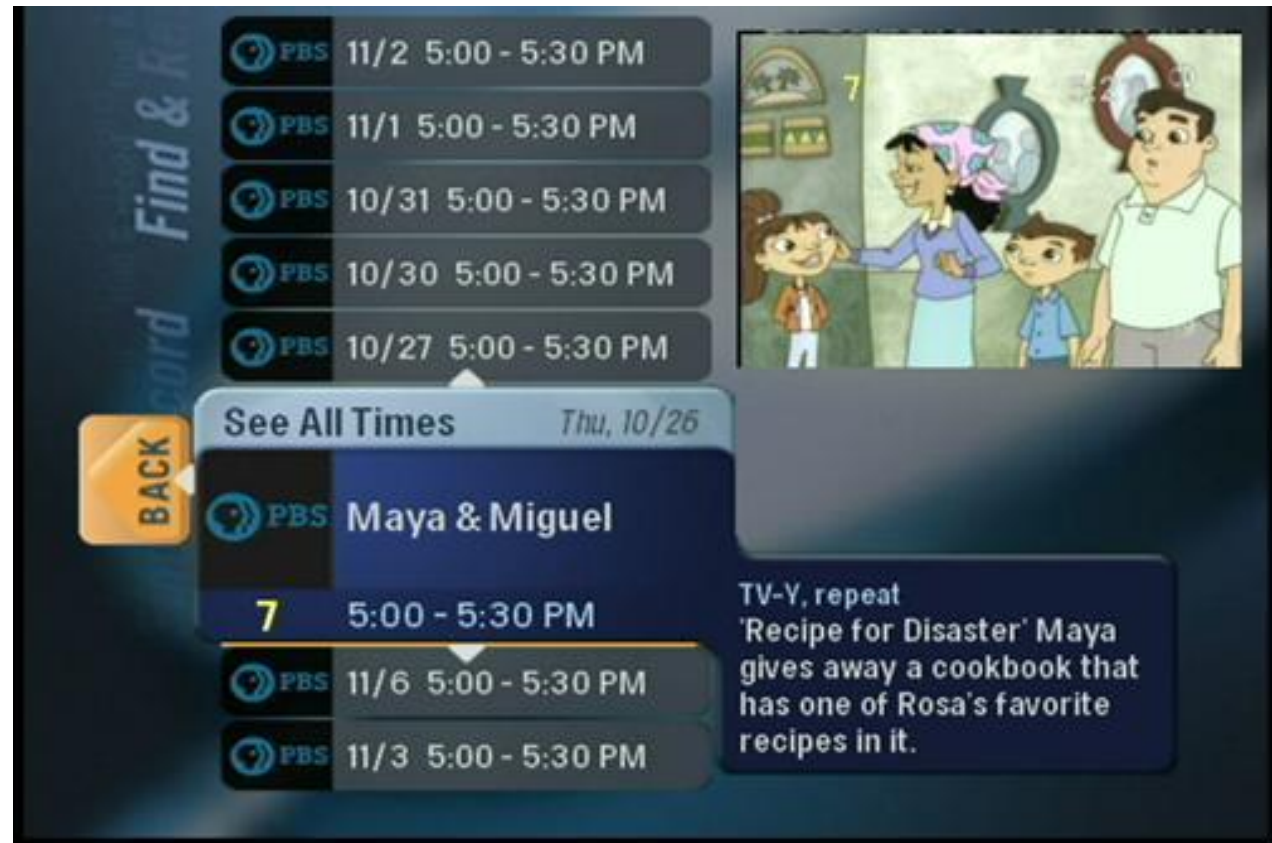 PBS 11/2 5:00 - 5:30 PM
PBS 11/1 5:00 - 5:30 PM
PBS 10/31 5:00 - 5:30 PM
PBS 10/30 5:00 - 5:30 PM
PBS 10/27 5:00 - 5:30 PM
Find &
cord
BACK
See All Times Thu, 10/26
PBS Maya & Miguel
7 5:00 - 5:30 PM
PBS 11/6 5:00 - 5:30 PM
PBS 11/3 5:00 - 5:30 PM
7
TV-Y, repeat
'Recipe for Disaster' Maya
gives away a cookbook that
has one of Rosa's favorite
recipes in it.